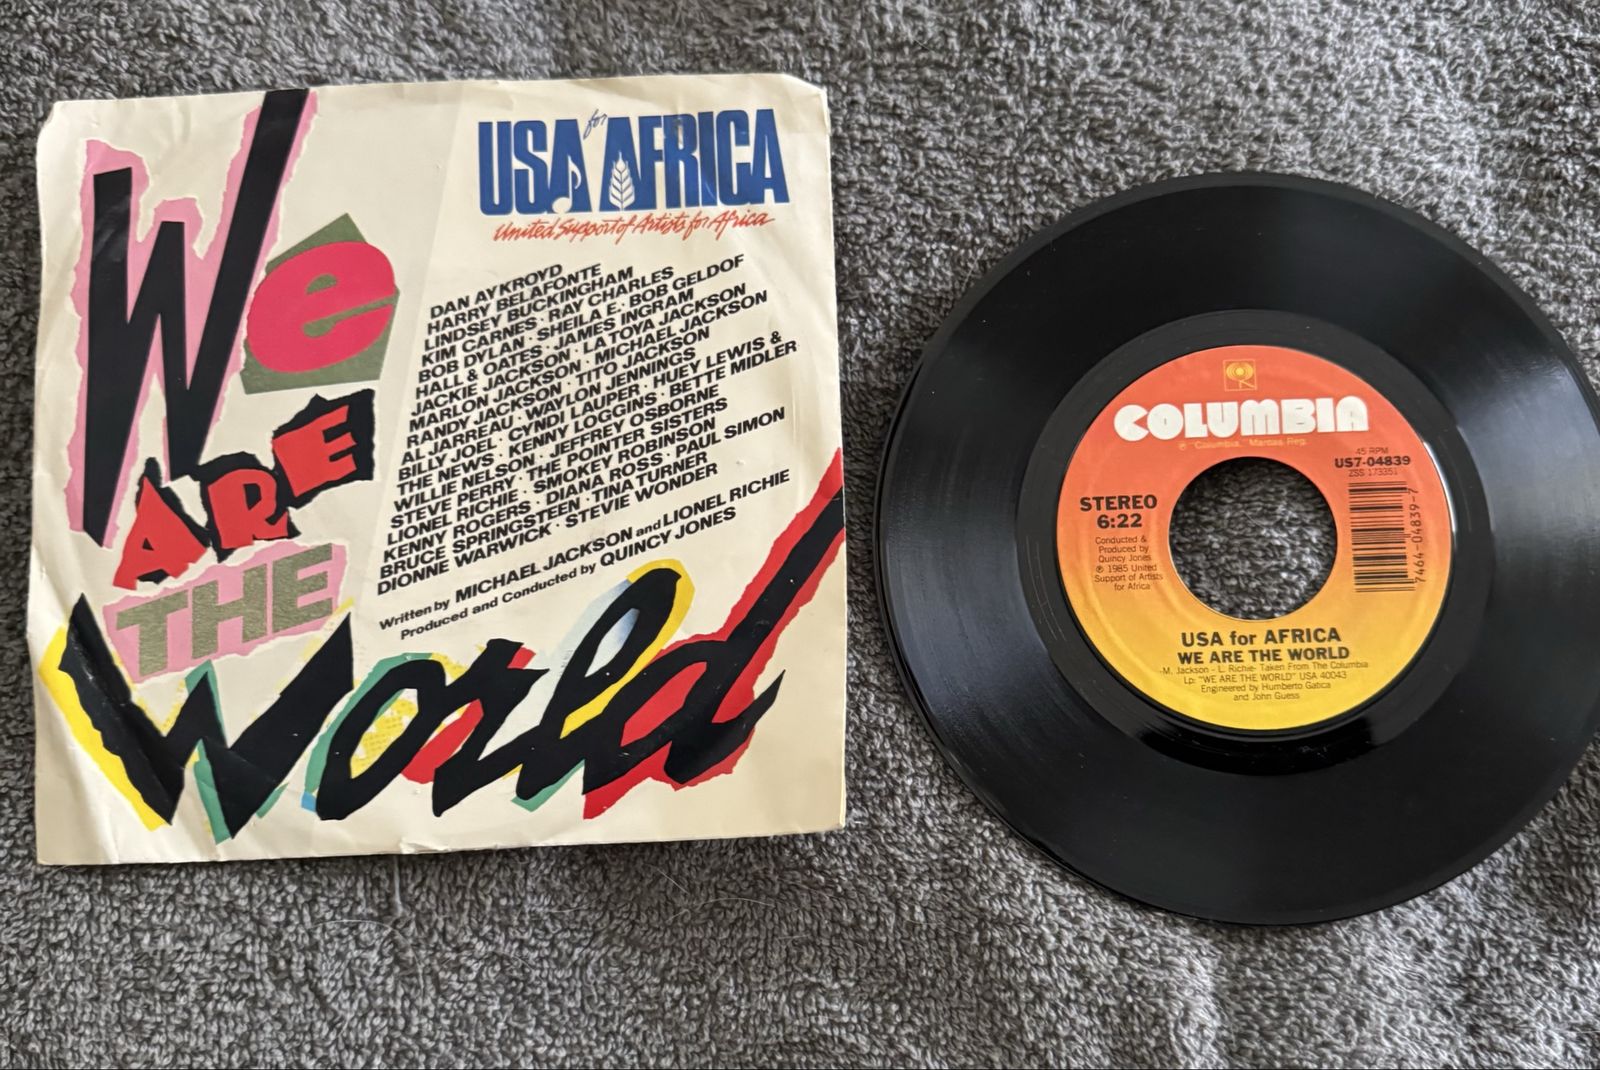 We
ARE
THE
World
USA for AFRICA
United Support of Artists for Africa
DAN AYKROYD
HARRY BELAFONTE
LINDSEY BUCKINGHAM
KIM CARNES · RAY CHARLES
BOB DYLAN · SHEILA E. · BOB GELDOF
HALL & OATES · JAMES INGRAM
JACKIE JACKSON · LA TOYA JACKSON
MARLON JACKSON · MICHAEL JACKSON
RANDY JACKSON · TITO JACKSON
AL JARREAU · WAYLON JENNINGS
BILLY JOEL · CYNDI LAUPER · HUEY LEWIS &
THE NEWS · KENNY LOGGINS · BETTE MIDLER
WILLIE NELSON · JEFFREY OSBORNE
STEVE PERRY · THE POINTER SISTERS
LIONEL RICHIE · SMOKEY ROBINSON
KENNY ROGERS · DIANA ROSS · PAUL SIMON
BRUCE SPRINGSTEEN · TINA TURNER
DIONNE WARWICK · STEVIE WONDER
Written by MICHAEL JACKSON and LIONEL RICHIE
Produced and Conducted by QUINCY JONES
COLUMBIA
℗ "Columbia," Marcas Reg.
45 RPM
US7-04839
ZSS 173351
STEREO
6:22
Conducted &
Produced by
Quincy Jones
℗ 1985 United
Support of Artists
for Africa
7464-04839-7
USA for AFRICA
WE ARE THE WORLD
-M. Jackson - L. Richie- Taken From The Columbia
Lp: "WE ARE THE WORLD" USA 40043
Engineered by Humberto Gatica
and John Guess